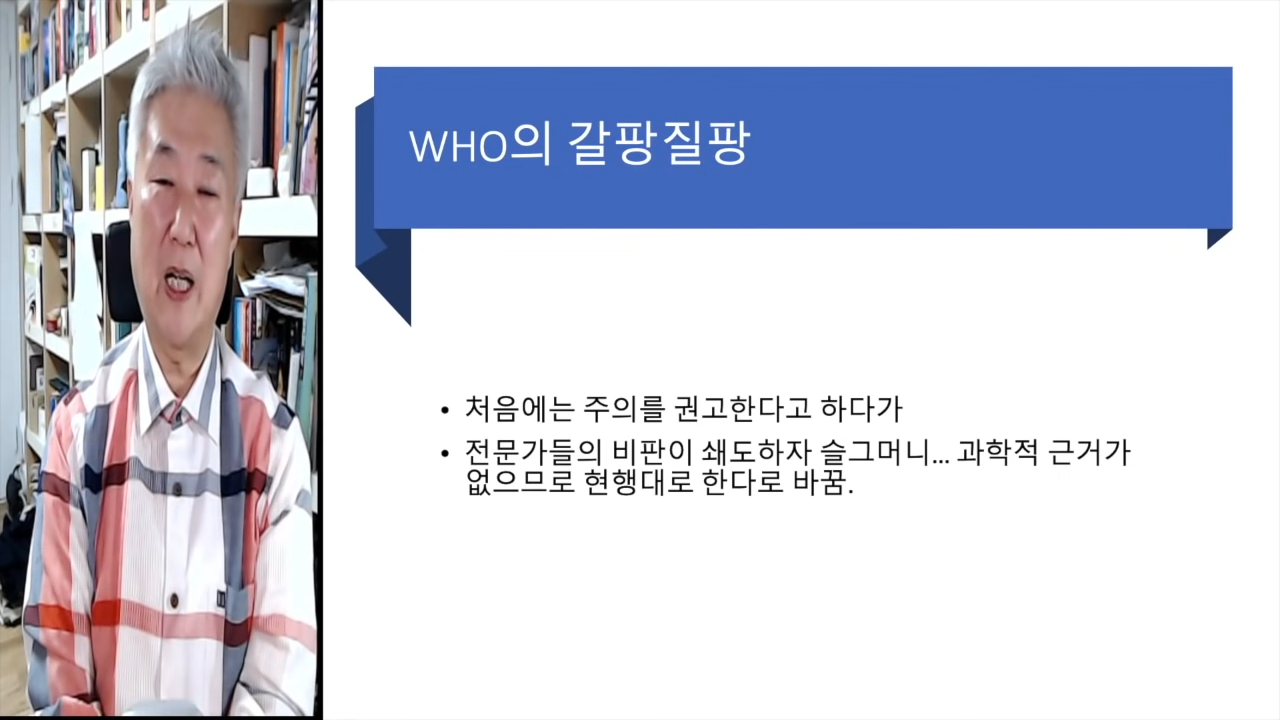 WHO의 갈팡질팡
• 처음에는 주의를 권고한다고 하다가
• 전문가들의 비판이 쇄도하자 슬그머니... 과학적 근거가
없으므로 현행대로 한다로 바꿈.